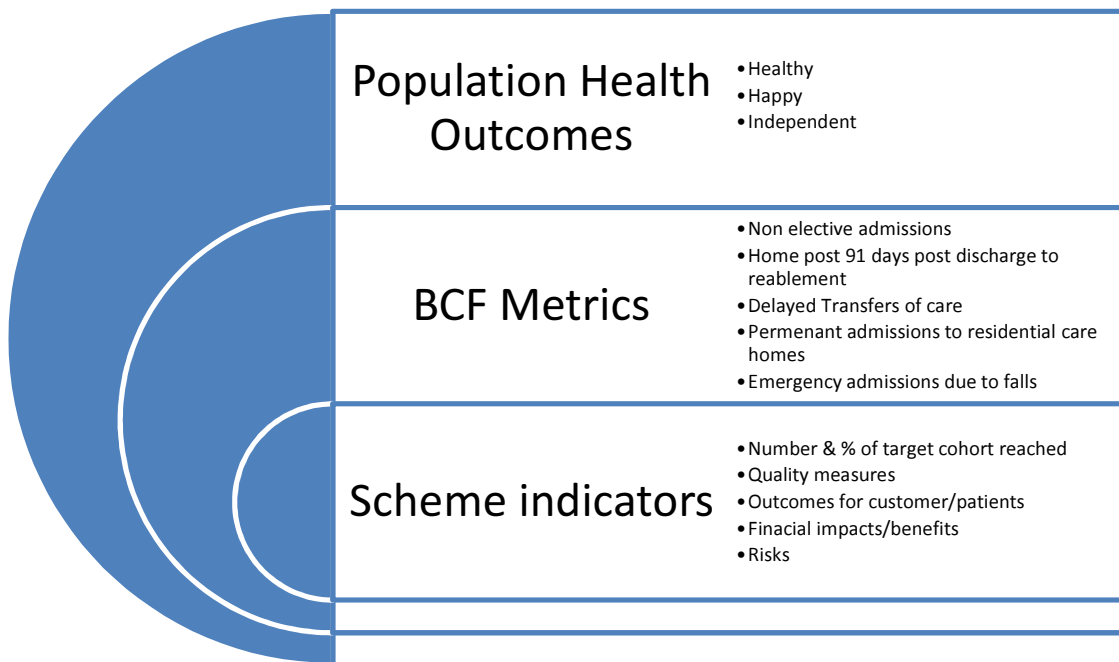 Population Health
Outcomes
•Healthy
•Happy
•Independent
BCF Metrics
•Non elective admissions
•Home post 91 days post discharge to
reablement
•Delayed Transfers of care
•Permenant admissions to residential care
homes
•Emergency admissions due to falls
Scheme indicators
•Number & % of target cohort reached
•Quality measures
•Outcomes for customer/patients
•Finacial impacts/benefits
•Risks